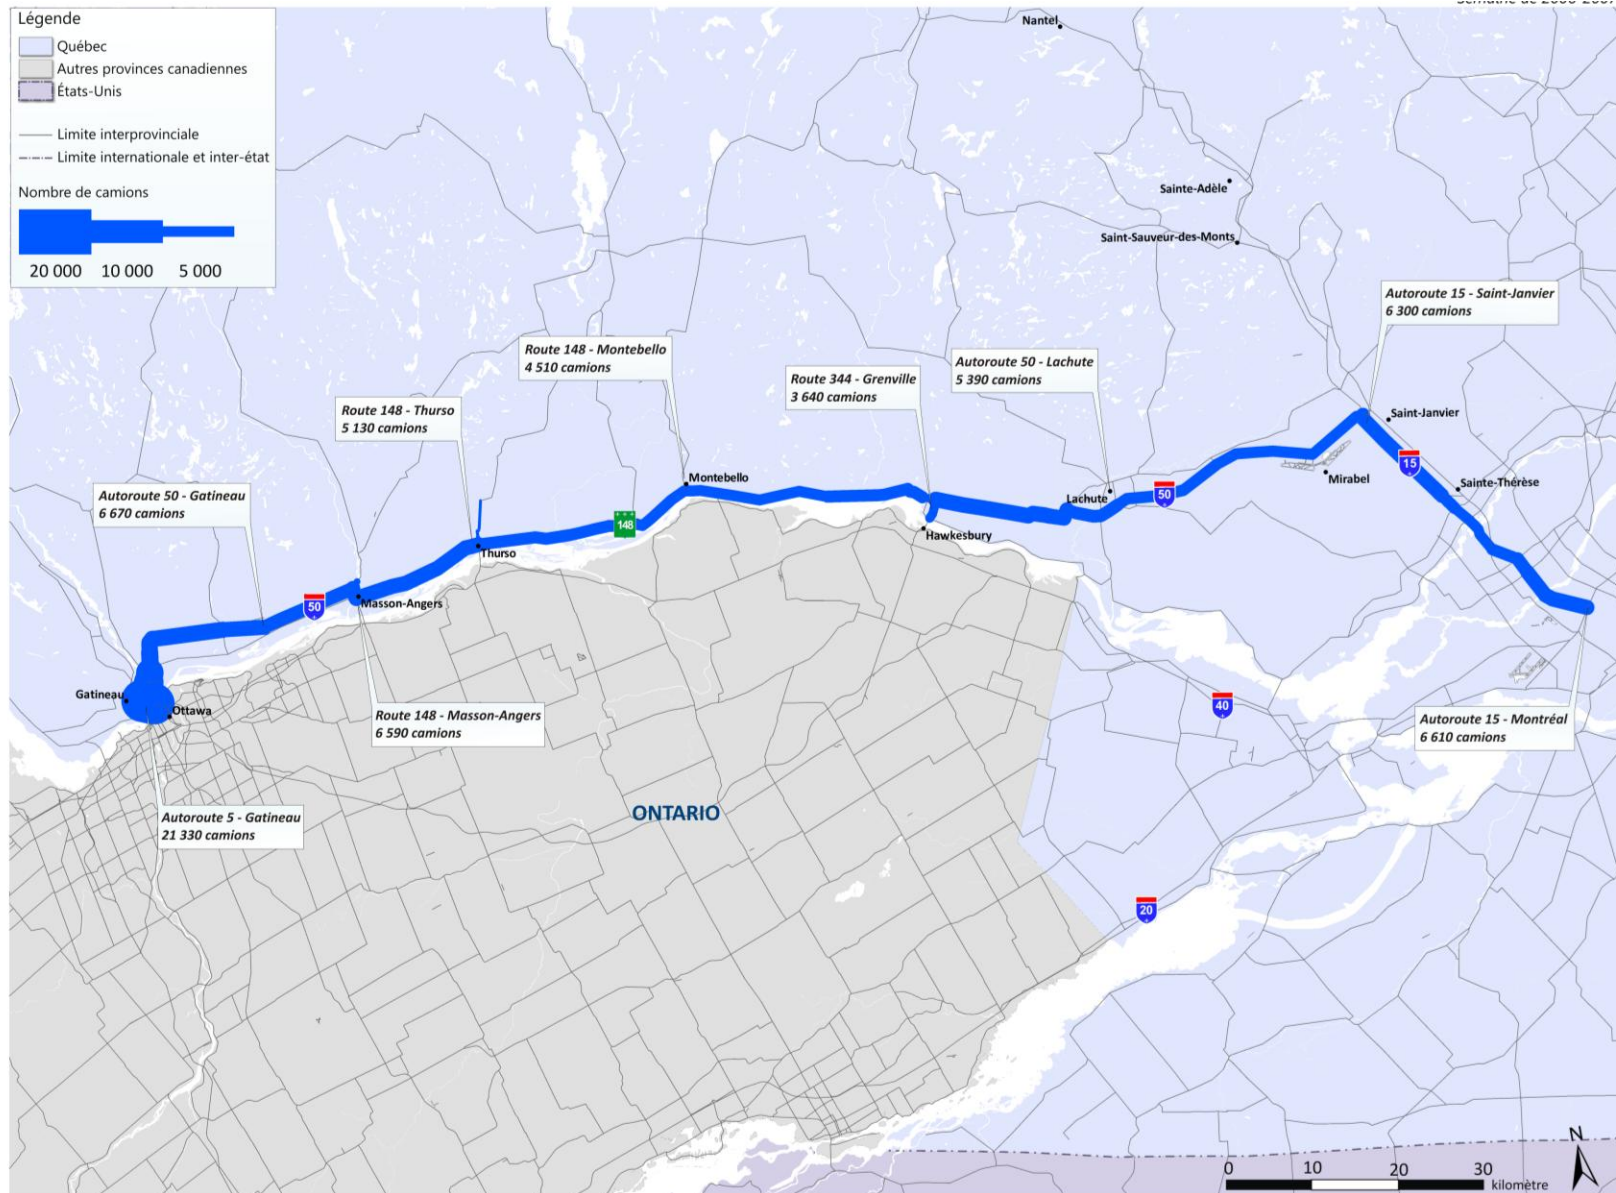 Semaine de 2006-2007
Légende
Québec
Autres provinces canadiennes
États-Unis
Limite interprovinciale
Limite internationale et inter-état
Nombre de camions
20 000 10 000 5 000
Nantel
Sainte-Adèle
Saint-Sauveur-des-Monts
Autoroute 15 - Saint-Janvier
6 300 camions
Route 148 - Montebello
4 510 camions
Autoroute 50 - Lachute
5 390 camions
Route 344 - Grenville
3 640 camions
Route 148 - Thurso
5 130 camions
Saint-Janvier
15
Mirabel
Sainte-Thérèse
Montebello
Lachute
50
Autoroute 50 - Gatineau
6 670 camions
148
Hawkesbury
Thurso
50
Masson-Angers
Gatineau
Ottawa
Route 148 - Masson-Angers
6 590 camions
40
Autoroute 15 - Montréal
6 610 camions
Autoroute 5 - Gatineau
21 330 camions
ONTARIO
20
N
0 10 20 30
kilomètre